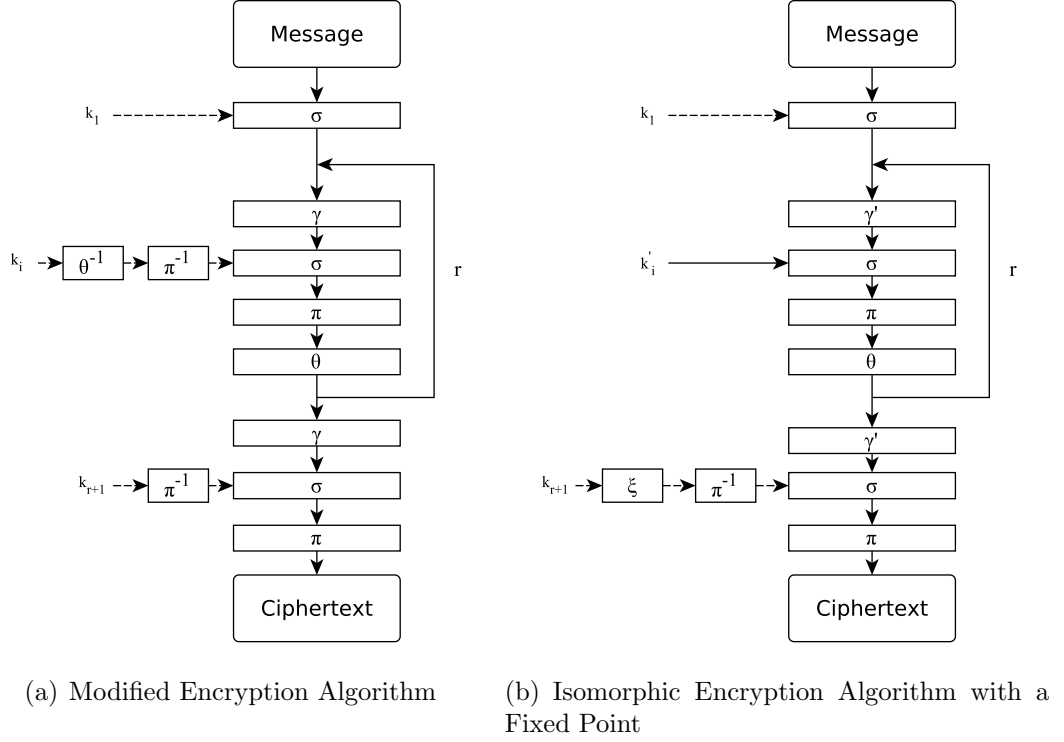 Message
k1
σ
γ
ki
θ-1
π-1
σ
π
θ
r
γ
kr+1
π-1
σ
π
Ciphertext
(a) Modified Encryption Algorithm
Message
k1
σ
γ'
k'i
σ
π
θ
r
γ'
kr+1
ξ
π-1
σ
π
Ciphertext
(b) Isomorphic Encryption Algorithm with a
Fixed Point